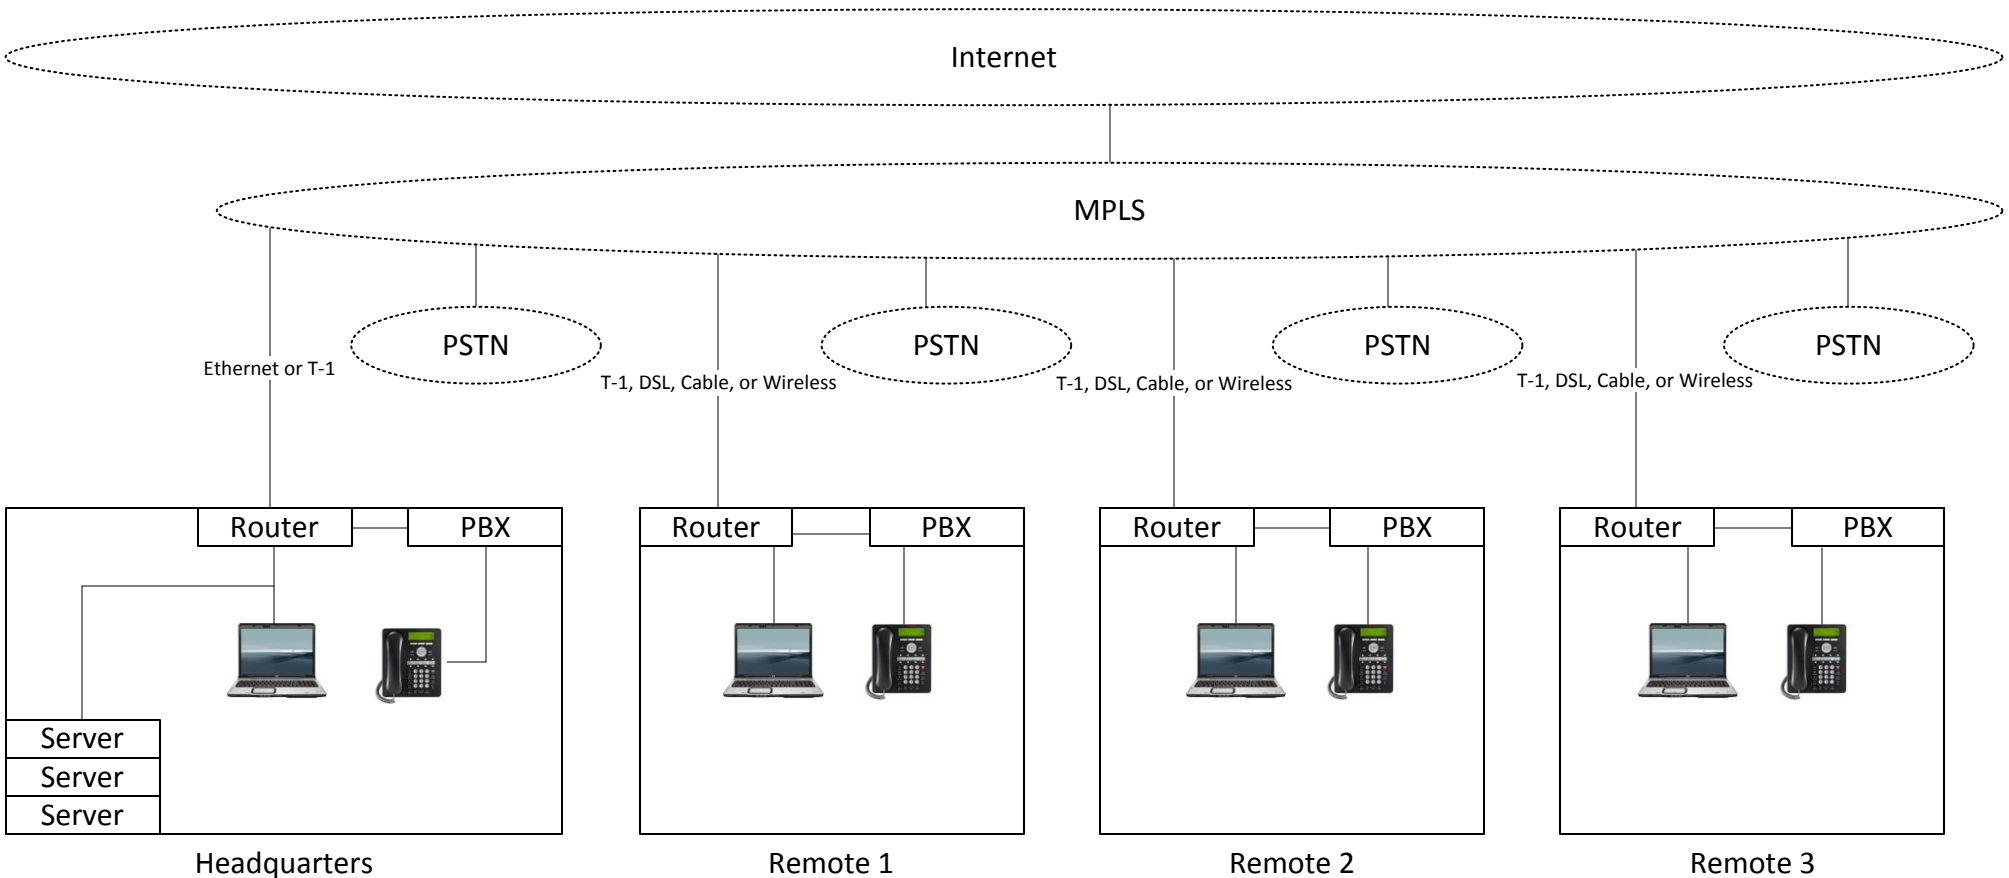 Internet
MPLS
PSTN
PSTN
PSTN
PSTN
Ethernet or T-1
T-1, DSL, Cable, or Wireless
T-1, DSL, Cable, or Wireless
T-1, DSL, Cable, or Wireless
Router
PBX
Router
PBX
Router
PBX
Router
PBX
Server
Server
Server
Headquarters
Remote 1
Remote 2
Remote 3